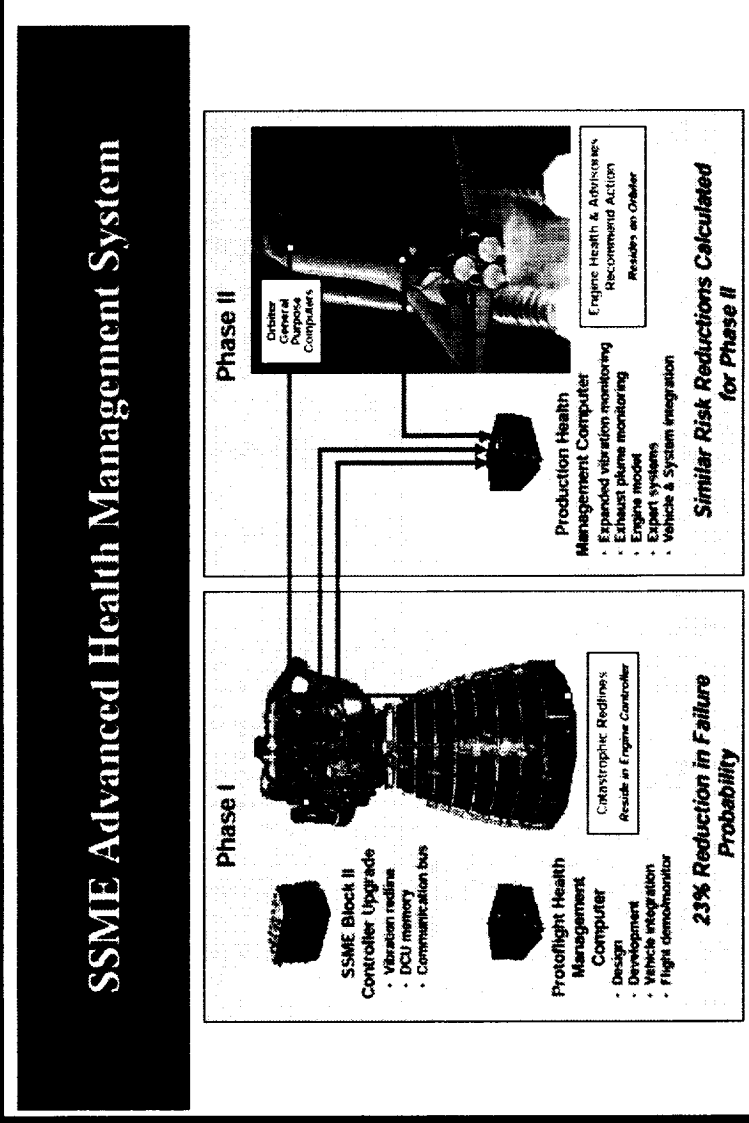 SSME Advanced Health Management System
Phase I
SSME Block II
Controller Upgrade
• Vibration redline
• DCU memory
• Communication bus
Protoflight Health
Management
Computer
• Design
• Development
• Vehicle integration
• Flight demo/monitor
Catastrophic Redlines
Reside in Engine Controller
23% Reduction in Failure
Probability
Phase II
Orbiter
General
Purpose
Computers
Production Health
Management Computer
• Expanded vibration monitoring
• Exhaust plume monitoring
• Engine model
• Expert systems
• Vehicle & System integration
Engine Health & Advisories
Recommend Action
Resides on Orbiter
Similar Risk Reductions Calculated
for Phase II